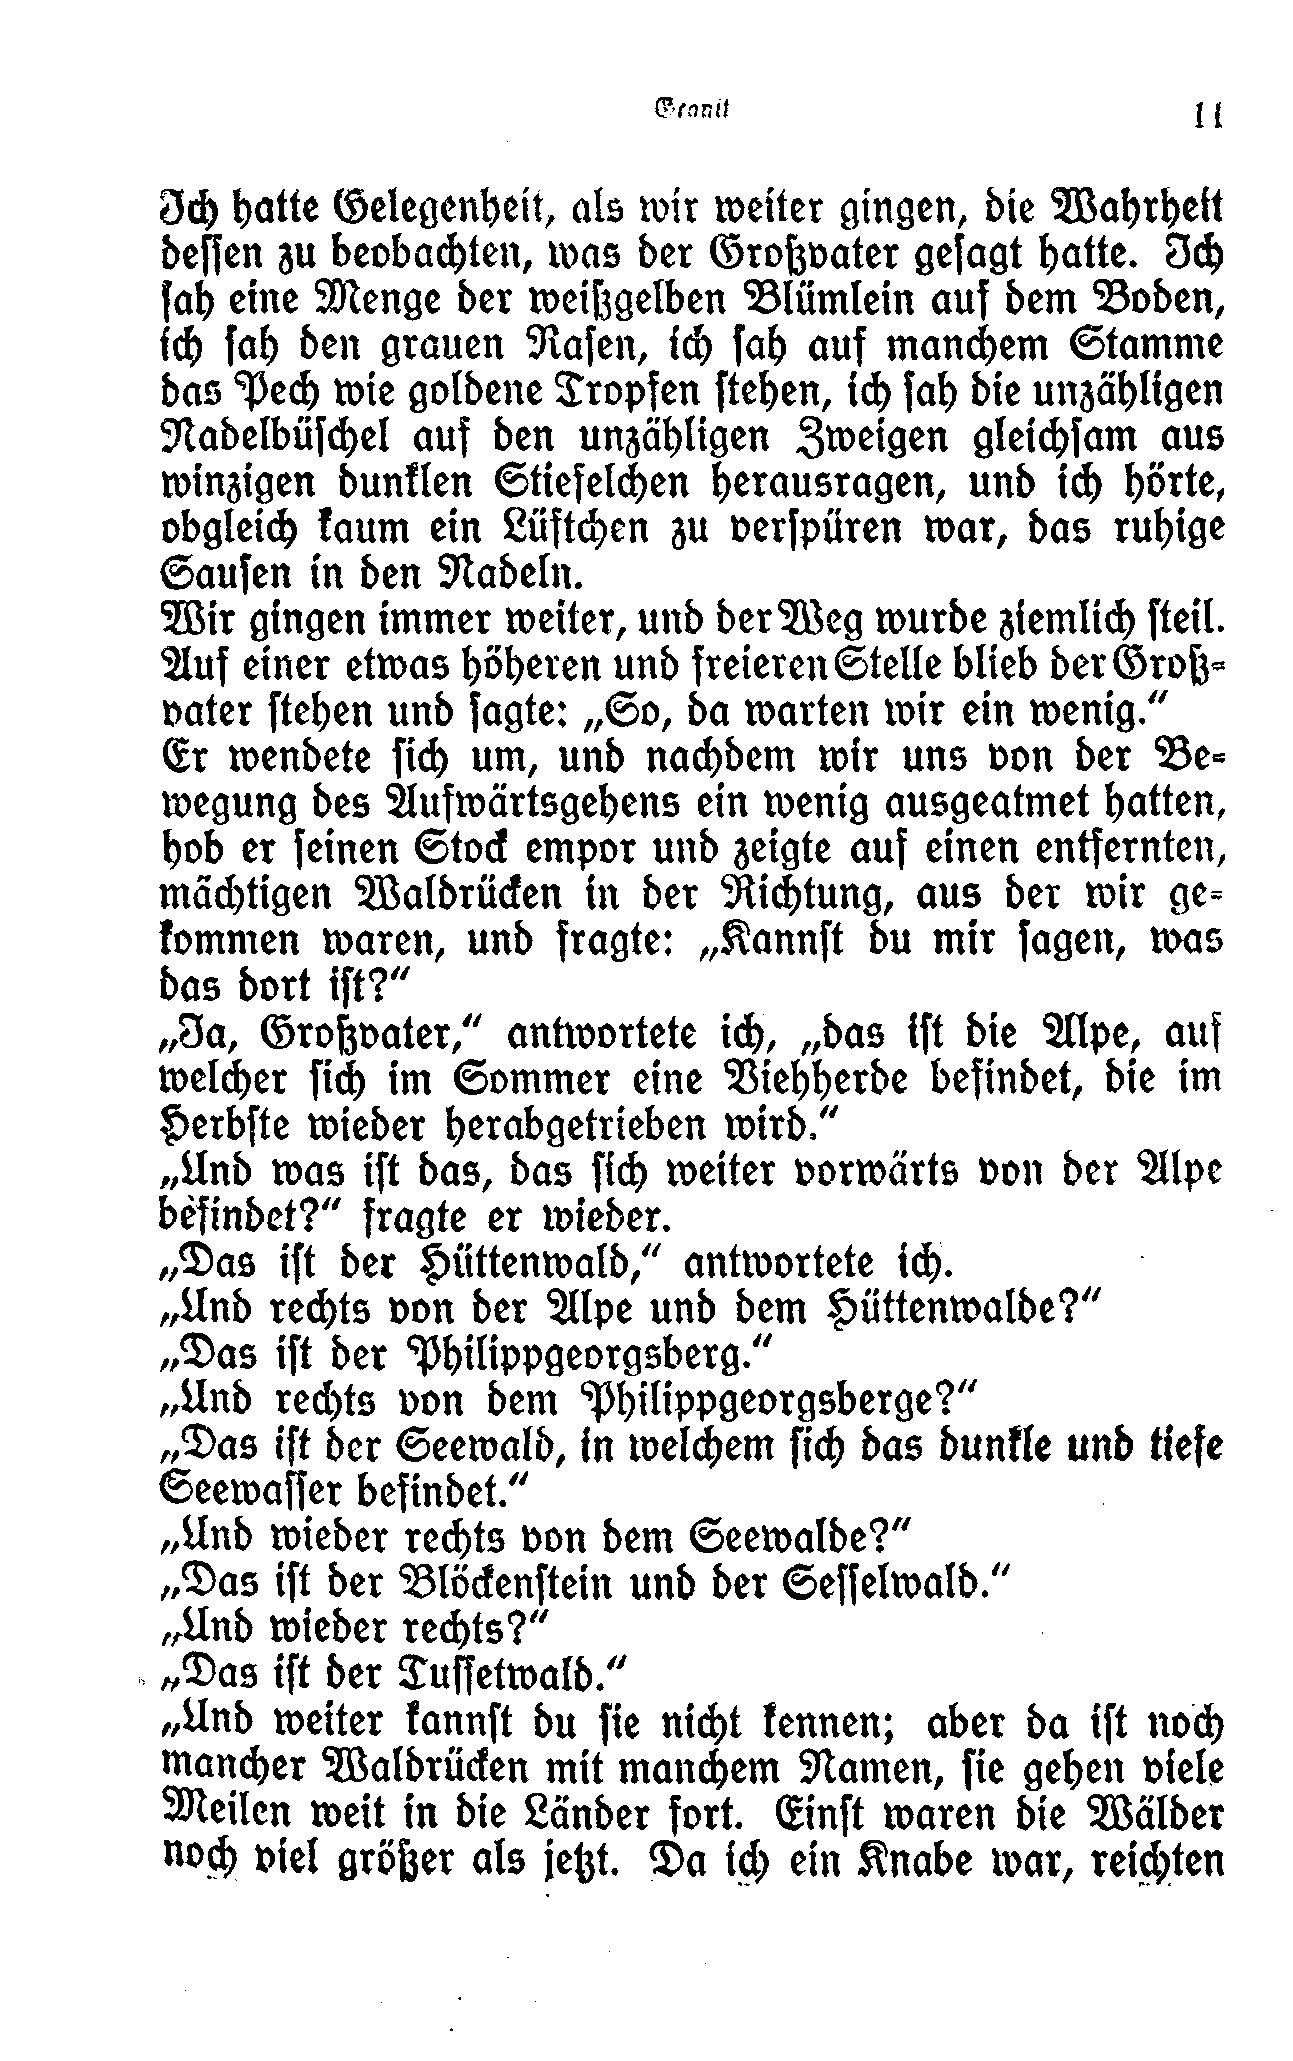 Granit
11
Ich hatte Gelegenheit, als wir weiter gingen, die Wahrheit
dessen zu beobachten, was der Großvater gesagt hatte. Ich
sah eine Menge der weißgelben Blümlein auf dem Boden,
ich sah den grauen Rasen, ich sah auf manchem Stamme
das Pech wie goldene Tropfen stehen, ich sah die unzähligen
Nadelbüschel auf den unzähligen Zweigen gleichsam aus
winzigen dunklen Stiefelchen herausragen, und ich hörte,
obgleich kaum ein Lüftchen zu verspüren war, das ruhige
Sausen in den Nadeln.
Wir gingen immer weiter, und der Weg wurde ziemlich steil.
Auf einer etwas höheren und freieren Stelle blieb der Groß-
vater stehen und sagte: „So, da warten wir ein wenig.“
Er wendete sich um, und nachdem wir uns von der Be-
wegung des Aufwärtsgehens ein wenig ausgeatmet hatten,
hob er seinen Stock empor und zeigte auf einen entfernten,
mächtigen Waldrücken in der Richtung, aus der wir ge-
kommen waren, und fragte: „Kannst du mir sagen, was
das dort ist?“
„Ja, Großvater,“ antwortete ich, „das ist die Alpe, auf
welcher sich im Sommer eine Viehherde befindet, die im
Herbste wieder herabgetrieben wird.“
„Und was ist das, das sich weiter vorwärts von der Alpe
befindet?“ fragte er wieder.
„Das ist der Hüttenwald,“ antwortete ich.
„Und rechts von der Alpe und dem Hüttenwalde?“
„Das ist der Philippgeorgsberg.“
„Und rechts von dem Philippgeorgsberge?“
„Das ist der Seewald, in welchem sich das dunkle und tiefe
Seewasser befindet.“
„Und wieder rechts von dem Seewalde?“
„Das ist der Blöckenstein und der Sesselwald.“
„Und wieder rechts?“
„Das ist der Tussetwald.“
„Und weiter kannst du sie nicht kennen; aber da ist noch
mancher Waldrücken mit manchem Namen, sie gehen viele
Meilen weit in die Länder fort. Einst waren die Wälder
noch viel größer als jetzt. Da ich ein Knabe war, reichten